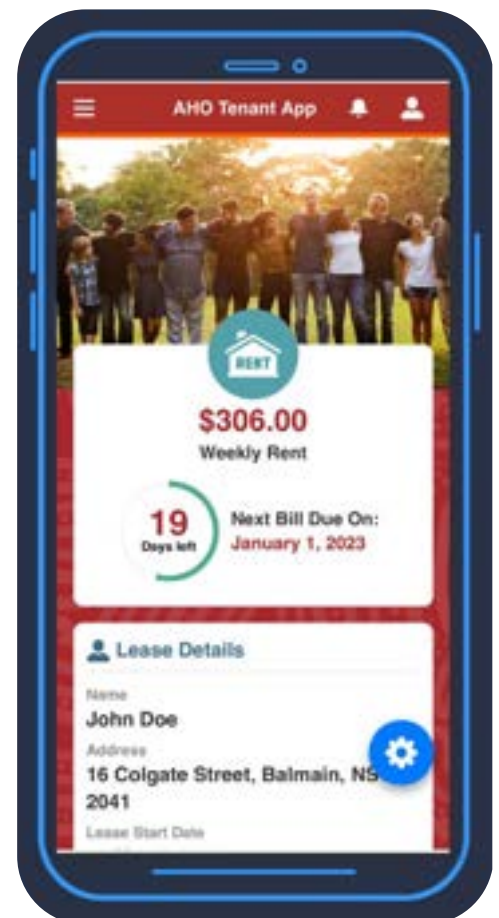 AHO Tenant App
RENT
$306.00
Weekly Rent
19
Days left
Next Bill Due On:
January 1, 2023
Lease Details
Name
John Doe
Address
16 Colgate Street, Balmain, NS
2041
Lease Start Date